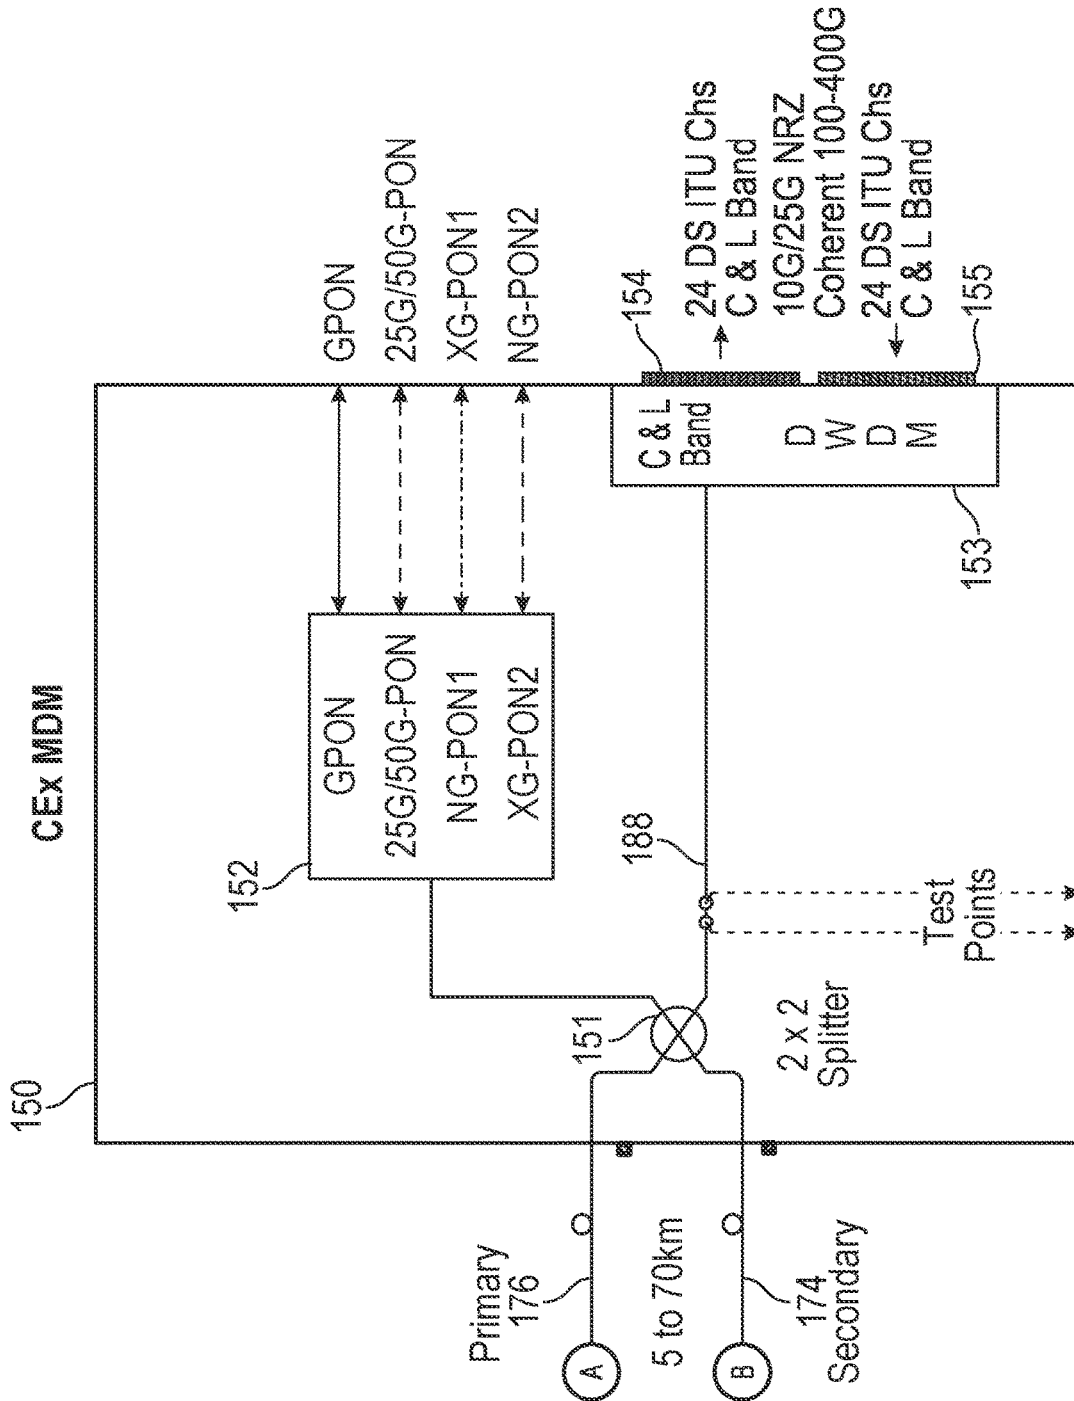 CEx MDM
150
152
GPON
25G/50G-PON
NG-PON1
XG-PON2
GPON
25G/50G-PON
XG-PON1
NG-PON2
Primary
176
A
5 to 70km
B
174
Secondary
151
2 x 2
Splitter
188
Test
Points
C & L
Band
D
W
D
M
153
154
24 DS ITU Chs
C & L Band
10G/25G NRZ
Coherent 100-400G
24 DS ITU Chs
C & L Band
155